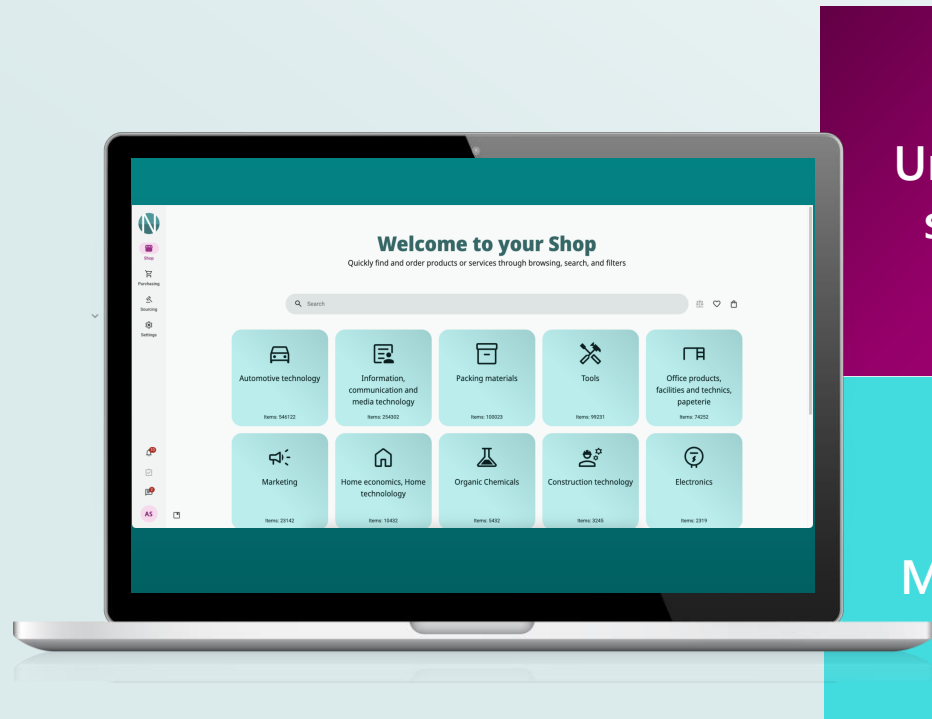 N
Shop
Purchasing
Sourcing
Settings
AS
Welcome to your Shop
Quickly find and order products or services through browsing, search, and filters
Search
Automotive technology
Items: 546122
Information,
communication and
media technology
Items: 254302
Packing materials
Items: 100023
Tools
Items: 99231
Office products,
facilities and technics,
papeterie
Items: 74252
Marketing
Items: 23142
Home economics, Home
technolology
Items: 10432
Organic Chemicals
Items: 5432
Construction technology
Items: 3245
Electronics
Items: 2319